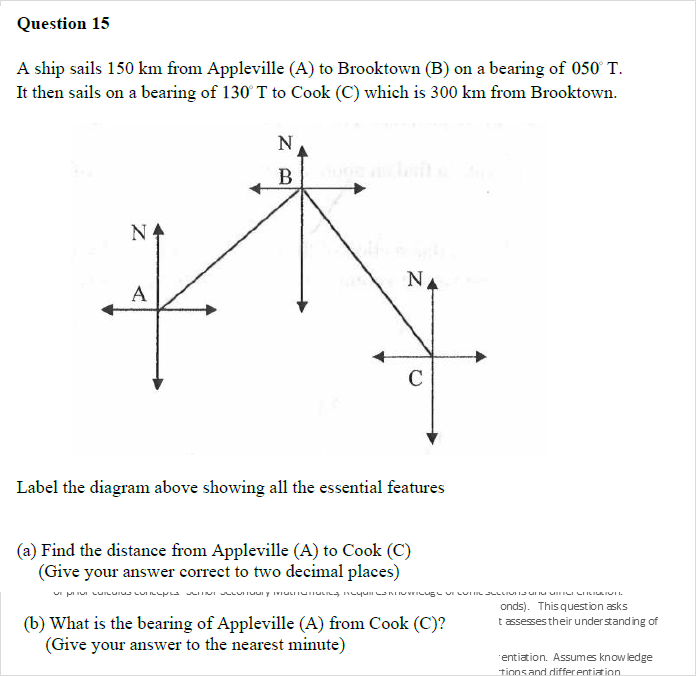 Question 15
A ship sails 150 km from Appleville (A) to Brooktown (B) on a bearing of 050° T.
It then sails on a bearing of 130° T to Cook (C) which is 300 km from Brooktown.
N
B
N
A
N
C
Label the diagram above showing all the essential features
(a) Find the distance from Appleville (A) to Cook (C)
(Give your answer correct to two decimal places)
onds). This question asks
(b) What is the bearing of Appleville (A) from Cook (C)?
t assesses their understanding of
(Give your answer to the nearest minute)
entiation. Assumes knowledge
tions and differentiation